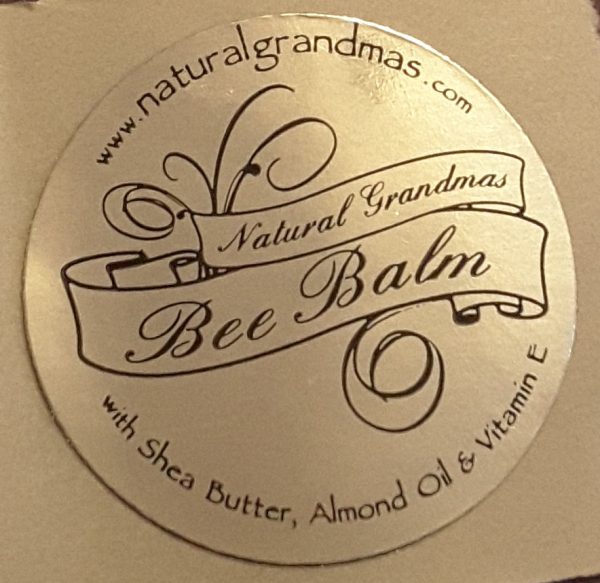 www.naturalgrandmas.com
Natural Grandmas
Bee Balm
with Shea Butter, Almond Oil & Vitamin E